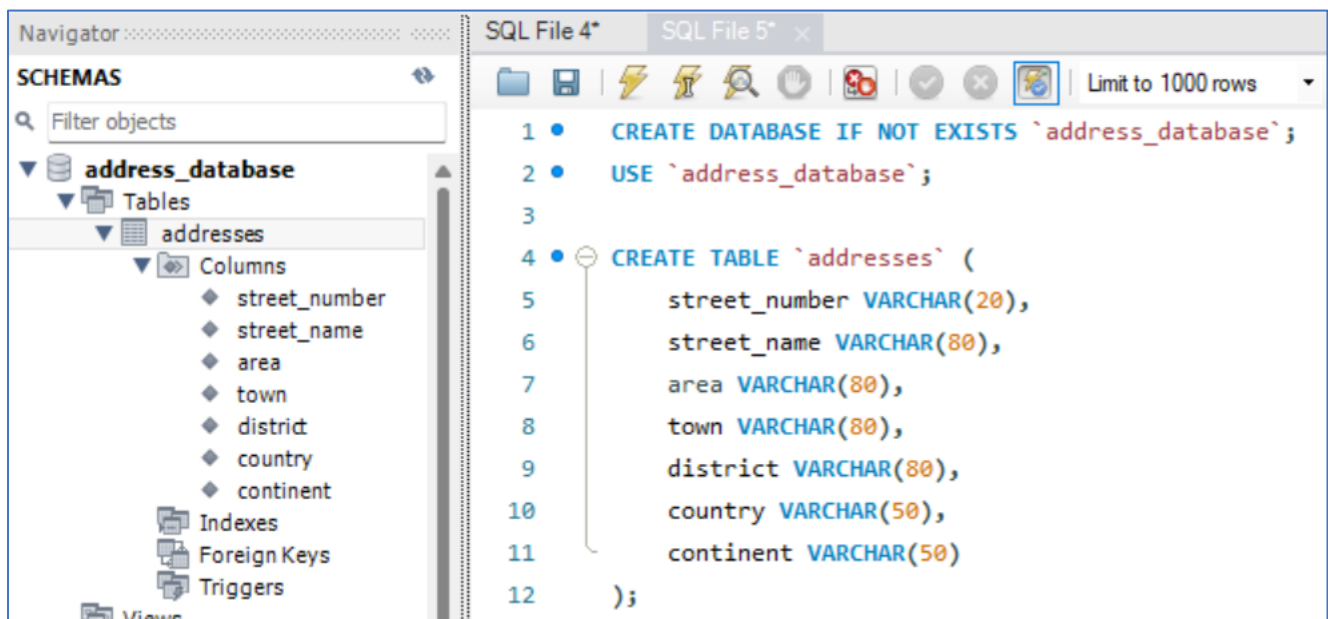 Navigator
SCHEMAS
Filter objects
address_database
Tables
addresses
Columns
street_number
street_name
area
town
district
country
continent
Indexes
Foreign Keys
Triggers
Views
SQL File 4*
SQL File 5*
Limit to 1000 rows
1 CREATE DATABASE IF NOT EXISTS `address_database`;
2 USE `address_database`;
3
4 CREATE TABLE `addresses` (
5 street_number VARCHAR(20),
6 street_name VARCHAR(80),
7 area VARCHAR(80),
8 town VARCHAR(80),
9 district VARCHAR(80),
10 country VARCHAR(50),
11 continent VARCHAR(50)
12 );